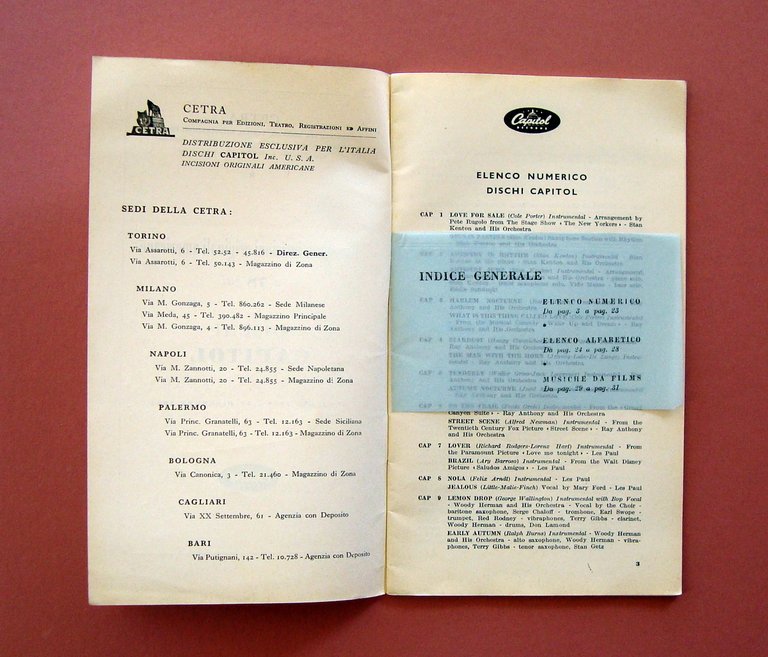 CETRA
CETRA
Compagnia per Edizioni, Teatro, Registrazioni ed Affini
DISTRIBUZIONE ESCLUSIVA PER L'ITALIA
DISCHI CAPITOL Inc. U. S. A.
INCISIONI ORIGINALI AMERICANE
SEDI DELLA CETRA :
TORINO
Via Assarotti, 6 - Tel. 52.52 - 45.816 - Direz. Gener.
Via Assarotti, 6 - Tel. 50.143 - Magazzino di Zona
MILANO
Via M. Gonzaga, 5 - Tel. 860.262 - Sede Milanese
Via Meda, 45 - Tel. 390.482 - Magazzino Principale
Via M. Gonzaga, 4 - Tel. 896.113 - Magazzino di Zona
NAPOLI
Via M. Zannotti, 20 - Tel. 24.855 - Sede Napoletana
Via M. Zannotti, 20 - Tel. 24.855 - Magazzino di Zona
PALERMO
Via Princ. Granatelli, 63 - Tel. 12.163 - Sede Siciliana
Via Princ. Granatelli, 63 - Tel. 12.163 - Magazzino di Zona
BOLOGNA
Via Canonica, 3 - Tel. 21.460 - Magazzino di Zona
CAGLIARI
Via XX Settembre, 61 - Agenzia con Deposito
BARI
Via Putignani, 142 - Tel. 10.728 - Agenzia con Deposito
Capitol
RECORDS
ELENCO NUMERICO
DISCHI CAPITOL
CAP 1 LOVE FOR SALE (Cole Porter) Instrumental - Arrangement by
Pete Rugolo from The Stage Show « The New Yorkers » - Stan
Kenton and His Orchestra
INDICE GENERALE
ELENCO NUMERICO
Da pag. 3 a pag. 23
ELENCO ALFABETICO
Da pag. 24 a pag. 28
MUSICHE DA FILMS
Da pag. 29 a pag. 31
Canyon Suite » - Ray Anthony and His Orchestra
STREET SCENE (Alfred Newman) Instrumental - From the
Twentieth Century Fox Picture « Street Scene » - Ray Anthony
and His Orchestra
CAP 7 LOVER (Richard Rodgers-Lorenz Hart) Instrumental - From
the Paramount Picture « Love me tonight » - Les Paul
BRAZIL (Ary Barroso) Instrumental - From the Walt Disney
Picture « Saludos Amigos » - Les Paul
CAP 8 NOLA (Felix Arndt) Instrumental - Les Paul
JEALOUS (Little-Malie-Finch) Vocal by Mary Ford - Les Paul
CAP 9 LEMON DROP (George Wallington) Instrumental with Bop Vocal
- Woody Herman and His Orchestra - Vocal by the Choir -
baritone saxophone, Serge Chaloff - trombone, Earl Swope -
trumpet, Red Rodney - vibraphones, Terry Gibbs - clarinet,
Woody Herman - drums, Don Lamond
EARLY AUTUMN (Ralph Burns) Instrumental - Woody Herman
and His Orchestra - alto saxophone, Woody Herman - vibra-
phones, Terry Gibbs - tenor saxophone, Stan Getz
3